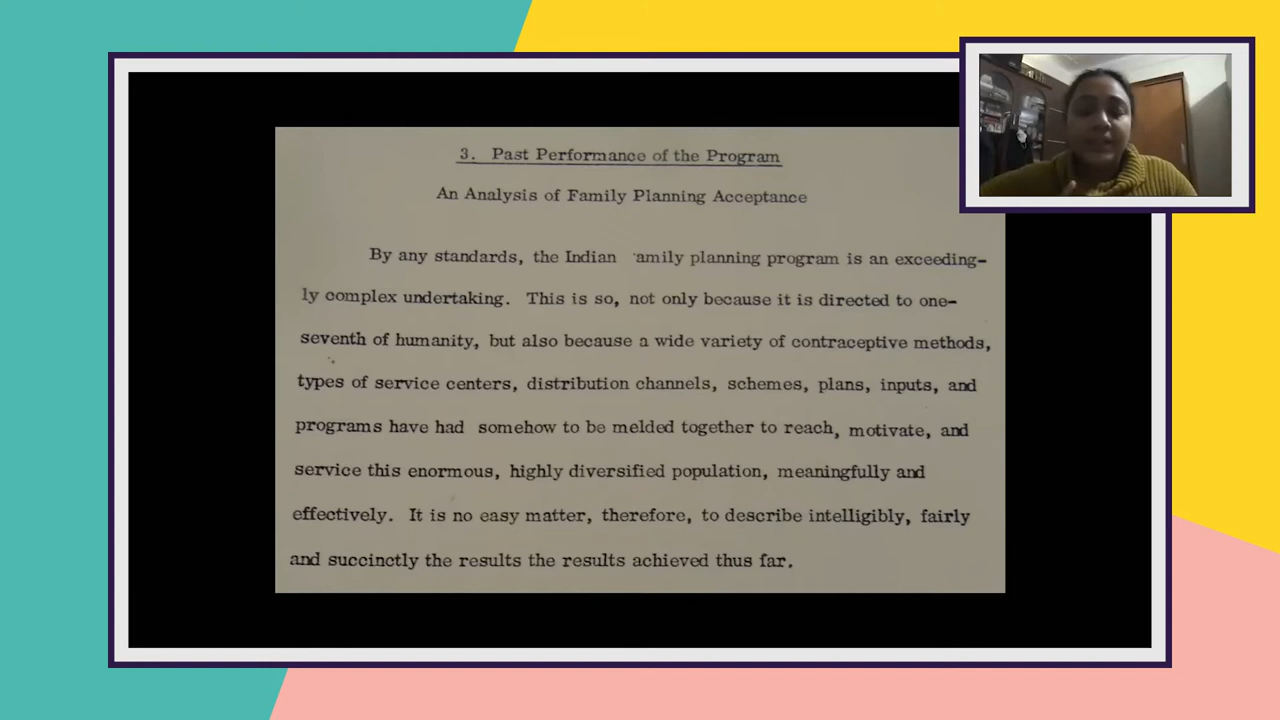 3. Past Performance of the Program
An Analysis of Family Planning Acceptance
By any standards, the Indian amily planning program is an exceeding-
ly complex undertaking. This is so, not only because it is directed to one-
seventh of humanity, but also because a wide variety of contraceptive methods,
types of service centers, distribution channels, schemes, plans, inputs, and
programs have had somehow to be melded together to reach, motivate, and
service this enormous, highly diversified population, meaningfully and
effectively. It is no easy matter, therefore, to describe intelligibly, fairly
and succinctly the results the results achieved thus far.